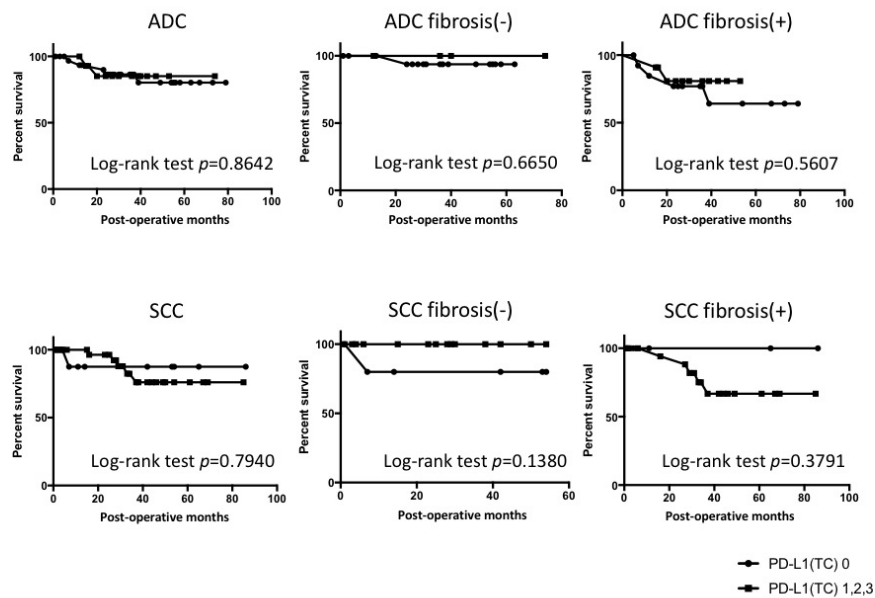 ADC
Percent survival
100
50
0
Log-rank test p=0.8642
0 20 40 60 80 100
Post-operative months
ADC fibrosis(-)
Percent survival
100
50
0
Log-rank test p=0.6650
0 20 40 60 80
Post-operative months
ADC fibrosis(+)
Percent survival
100
50
0
Log-rank test p=0.5607
0 20 40 60 80 100
Post-operative months
SCC
Percent survival
100
50
0
Log-rank test p=0.7940
0 20 40 60 80 100
Post-operative months
SCC fibrosis(-)
Percent survival
100
50
0
Log-rank test p=0.1380
0 20 40 60
Post-operative months
SCC fibrosis(+)
Percent survival
100
50
0
Log-rank test p=0.3791
0 20 40 60 80 100
Post-operative months
PD-L1(TC) 0
PD-L1(TC) 1,2,3